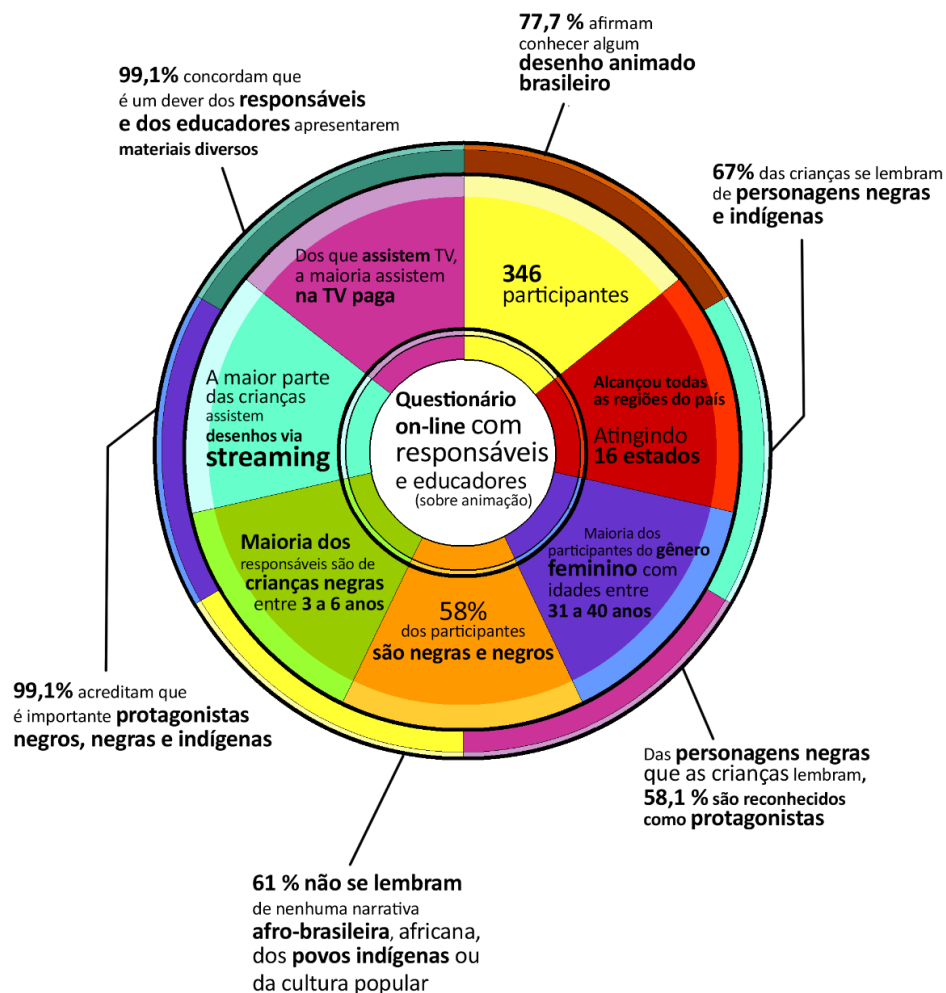 77,7 % afirmam
conhecer algum
desenho animado
brasileiro
99,1% concordam que
é um dever dos responsáveis
e dos educadores apresentarem
materiais diversos
67% das crianças se lembram
de personagens negras
e indígenas
Dos que assistem TV,
a maioria assistem
na TV paga
346
participantes
A maior parte
das crianças
assistem
desenhos via
streaming
Questionário
on-line com
responsáveis
e educadores
(sobre animação)
Alcançou todas
as regiões do país
Atingindo
16 estados
Maioria dos
responsáveis são de
crianças negras
entre 3 a 6 anos
58%
dos participantes
são negras e negros
Maioria dos
participantes do gênero
feminino com
idades entre
31 a 40 anos
99,1% acreditam que
é importante protagonistas
negros, negras e indígenas
Das personagens negras
que as crianças lembram,
58,1 % são reconhecidos
como protagonistas
61 % não se lembram
de nenhuma narrativa
afro-brasileira, africana,
dos povos indígenas ou
da cultura popular